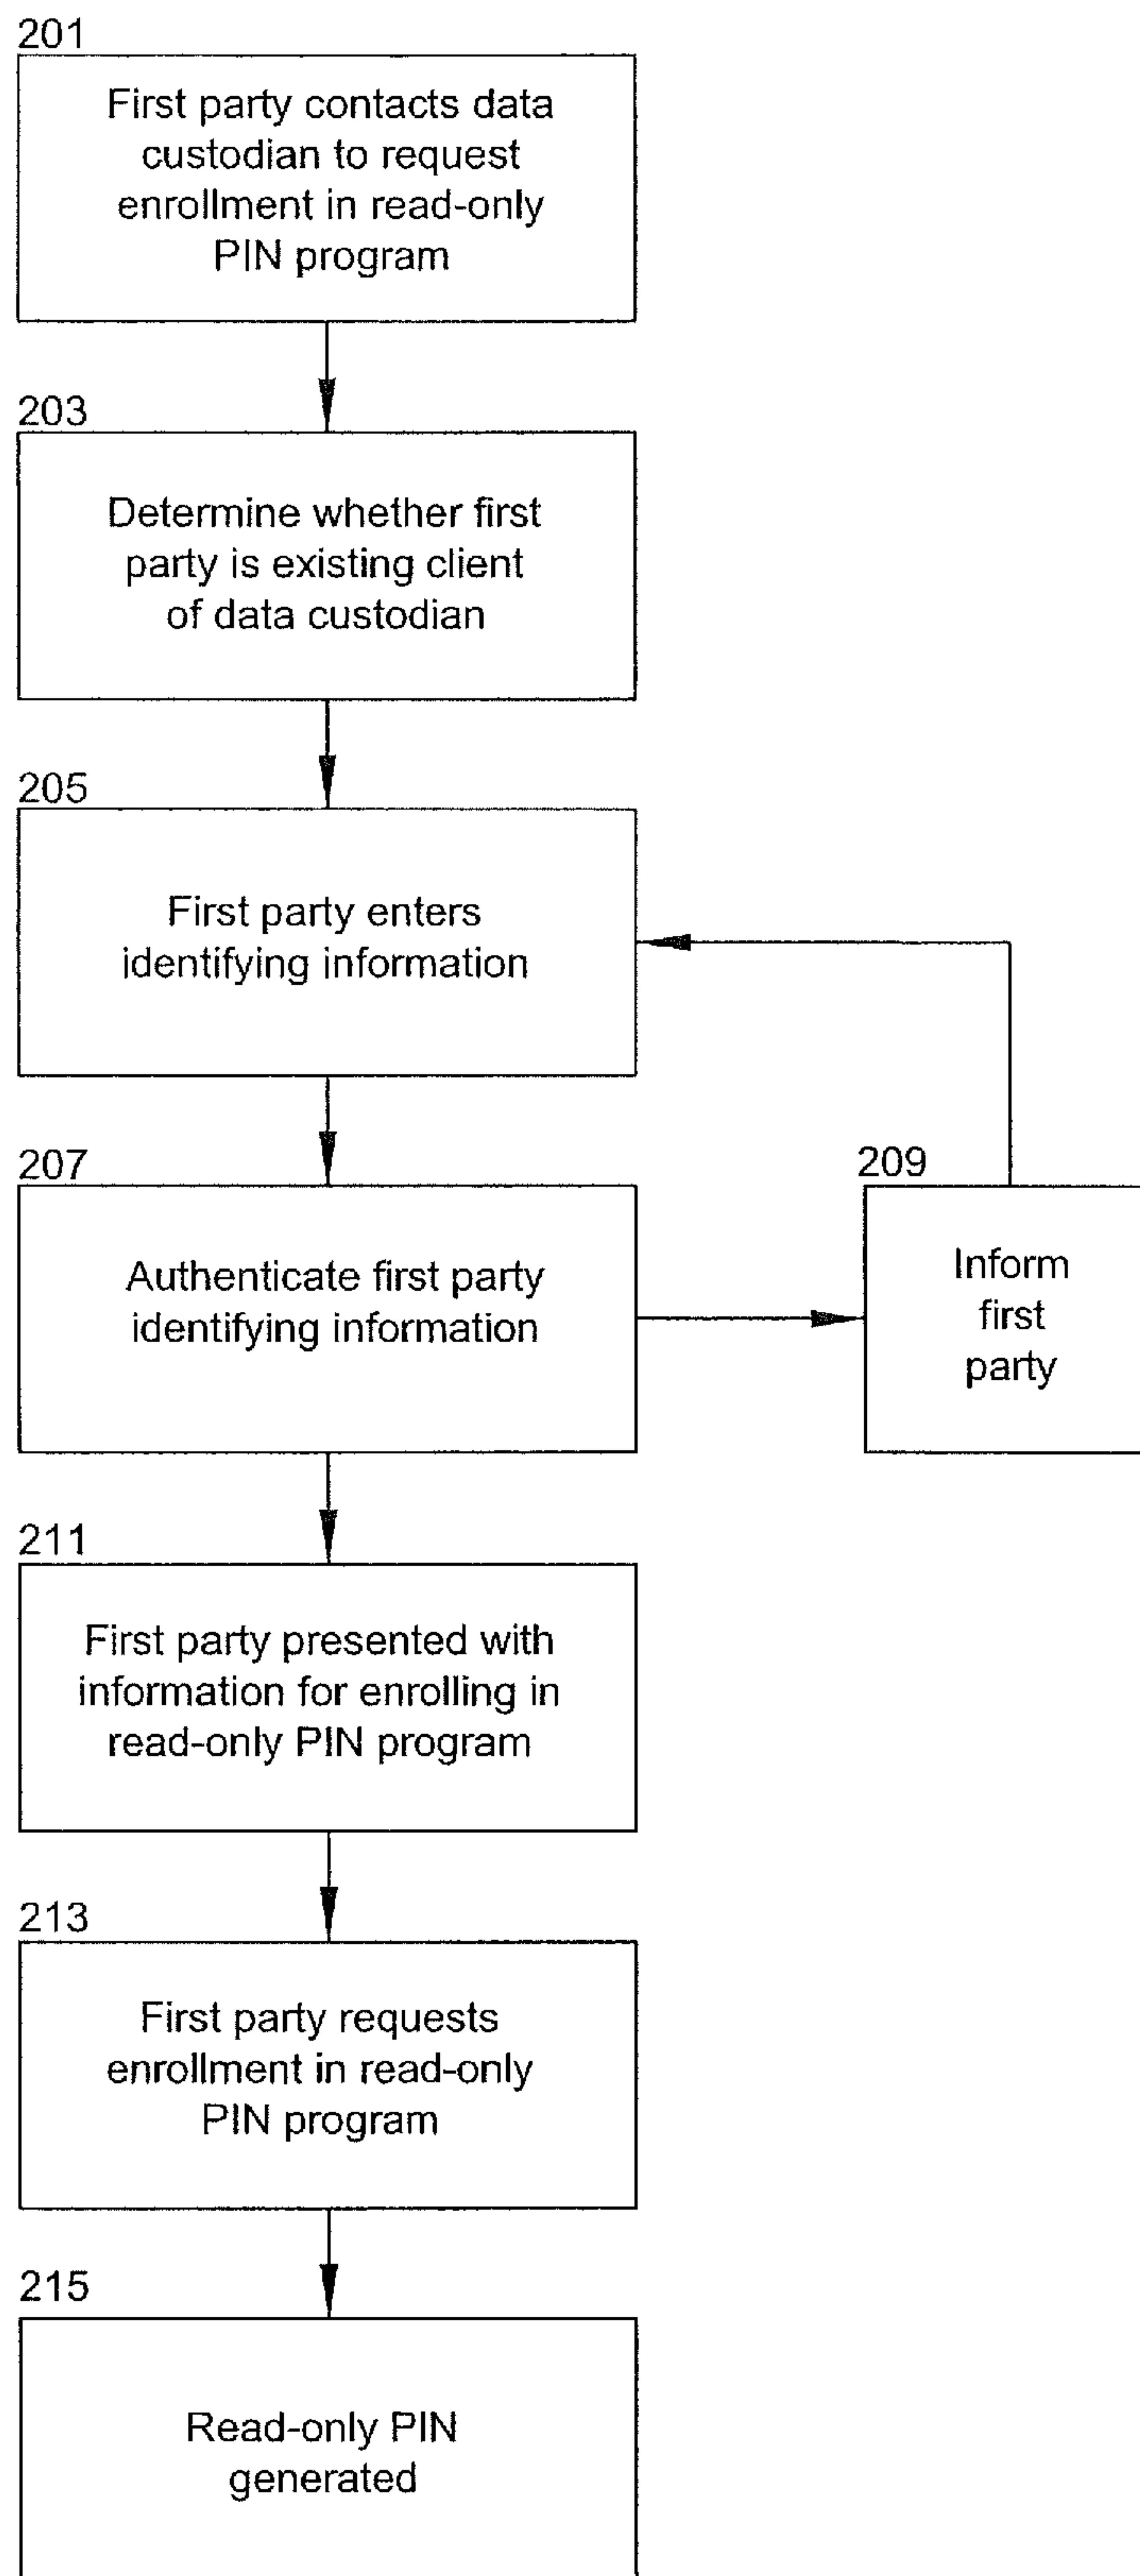 201
First party contacts data
custodian to request
enrollment in read-only
PIN program
203
Determine whether first
party is existing client
of data custodian
205
First party enters
identifying information
207
Authenticate first party
identifying information
209
Inform
first
party
211
First party presented with
information for enrolling in
read-only PIN program
213
First party requests
enrollment in read-only
PIN program
215
Read-only PIN
generated